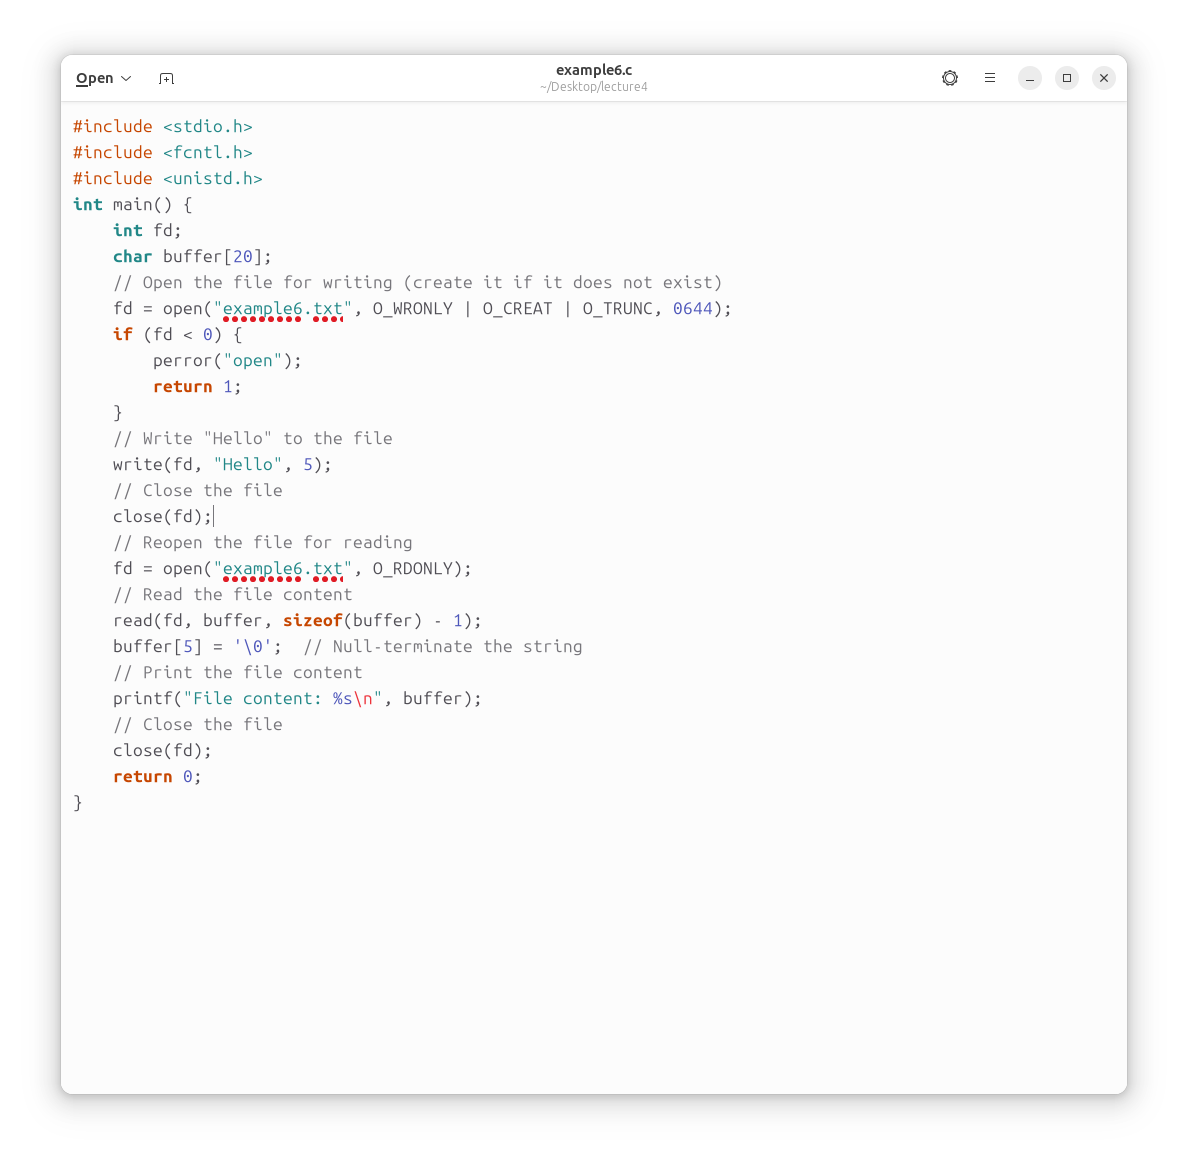 Open
example6.c
~/Desktop/lecture4
#include <stdio.h>
#include <fcntl.h>
#include <unistd.h>
int main() {
    int fd;
    char buffer[20];
    // Open the file for writing (create it if it does not exist)
    fd = open("example6.txt", O_WRONLY | O_CREAT | O_TRUNC, 0644);
    if (fd < 0) {
        perror("open");
        return 1;
    }
    // Write "Hello" to the file
    write(fd, "Hello", 5);
    // Close the file
    close(fd);
    // Reopen the file for reading
    fd = open("example6.txt", O_RDONLY);
    // Read the file content
    read(fd, buffer, sizeof(buffer) - 1);
    buffer[5] = '\0';  // Null-terminate the string
    // Print the file content
    printf("File content: %s\n", buffer);
    // Close the file
    close(fd);
    return 0;
}